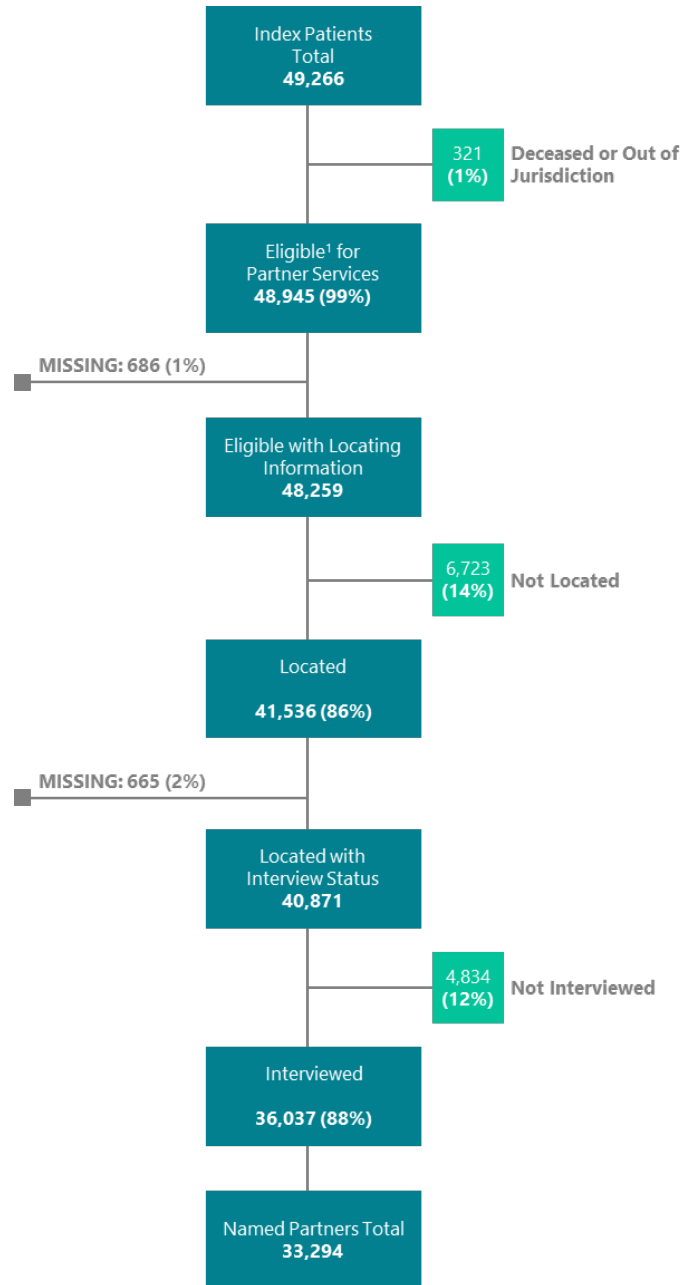 Index Patients
Total
49,266
321
(1%)
Deceased or Out of
Jurisdiction
Eligible¹ for
Partner Services
48,945 (99%)
MISSING: 686 (1%)
Eligible with Locating
Information
48,259
6,723
(14%)
Not Located
Located
41,536 (86%)
MISSING: 665 (2%)
Located with
Interview Status
40,871
4,834
(12%)
Not Interviewed
Interviewed
36,037 (88%)
Named Partners Total
33,294